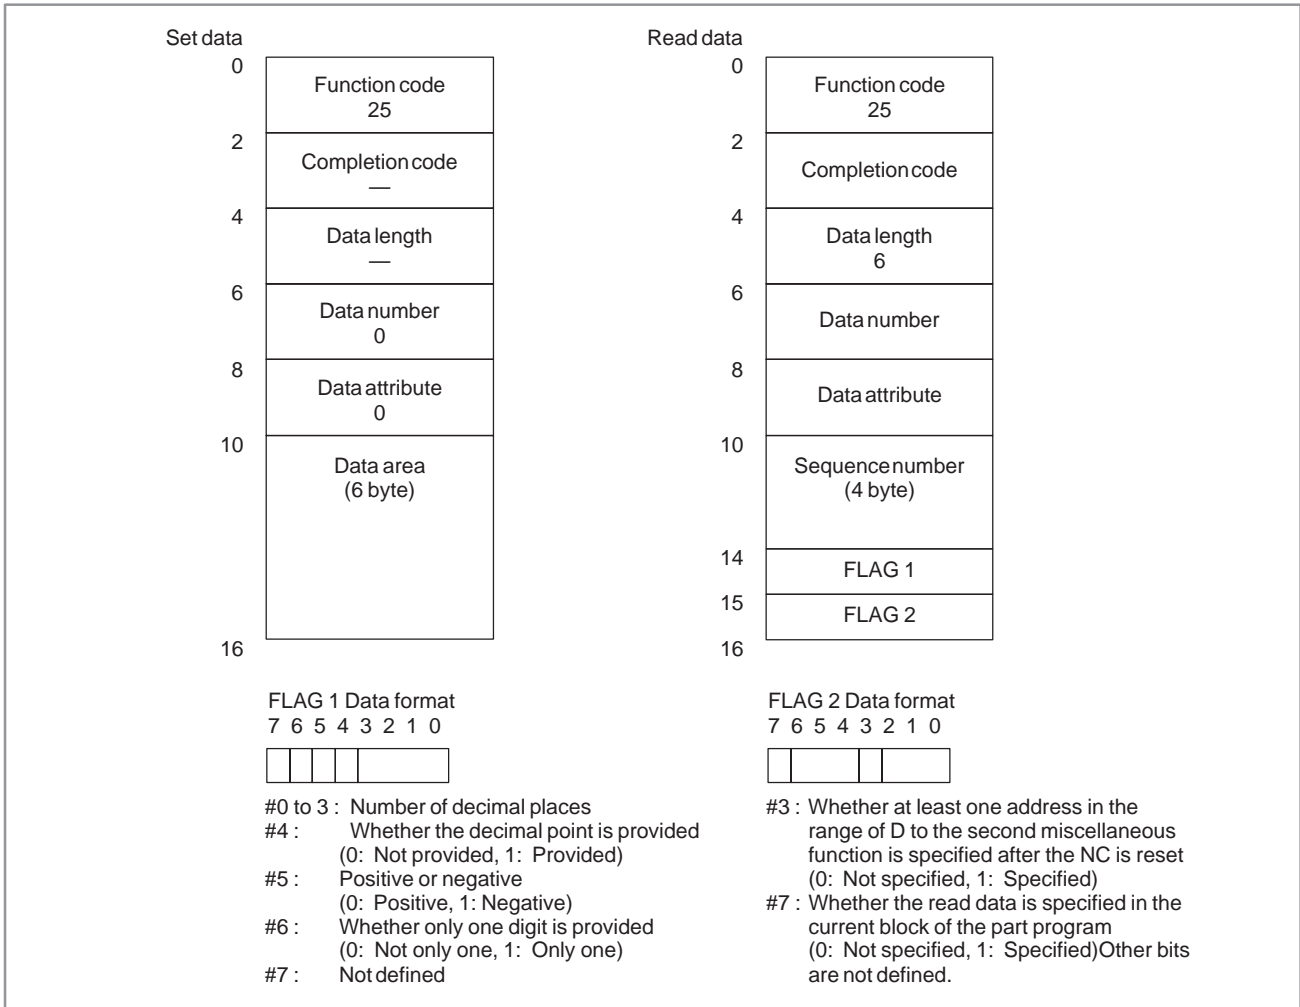 Set data
0
Function code
25
2
Completion code
—
4
Data length
—
6
Data number
0
8
Data attribute
0
10
Data area
(6 byte)
16
Read data
0
Function code
25
2
Completion code
4
Data length
6
6
Data number
8
Data attribute
10
Sequence number
(4 byte)
14
FLAG 1
15
FLAG 2
16
FLAG 1 Data format
7 6 5 4 3 2 1 0
#0 to 3 : Number of decimal places
#4 : Whether the decimal point is provided
(0: Not provided, 1: Provided)
#5 : Positive or negative
(0: Positive, 1: Negative)
#6 : Whether only one digit is provided
(0: Not only one, 1: Only one)
#7 : Not defined
FLAG 2 Data format
7 6 5 4 3 2 1 0
#3 : Whether at least one address in the
range of D to the second miscellaneous
function is specified after the NC is reset
(0: Not specified, 1: Specified)
#7 : Whether the read data is specified in the
current block of the part program
(0: Not specified, 1: Specified)Other bits
are not defined.